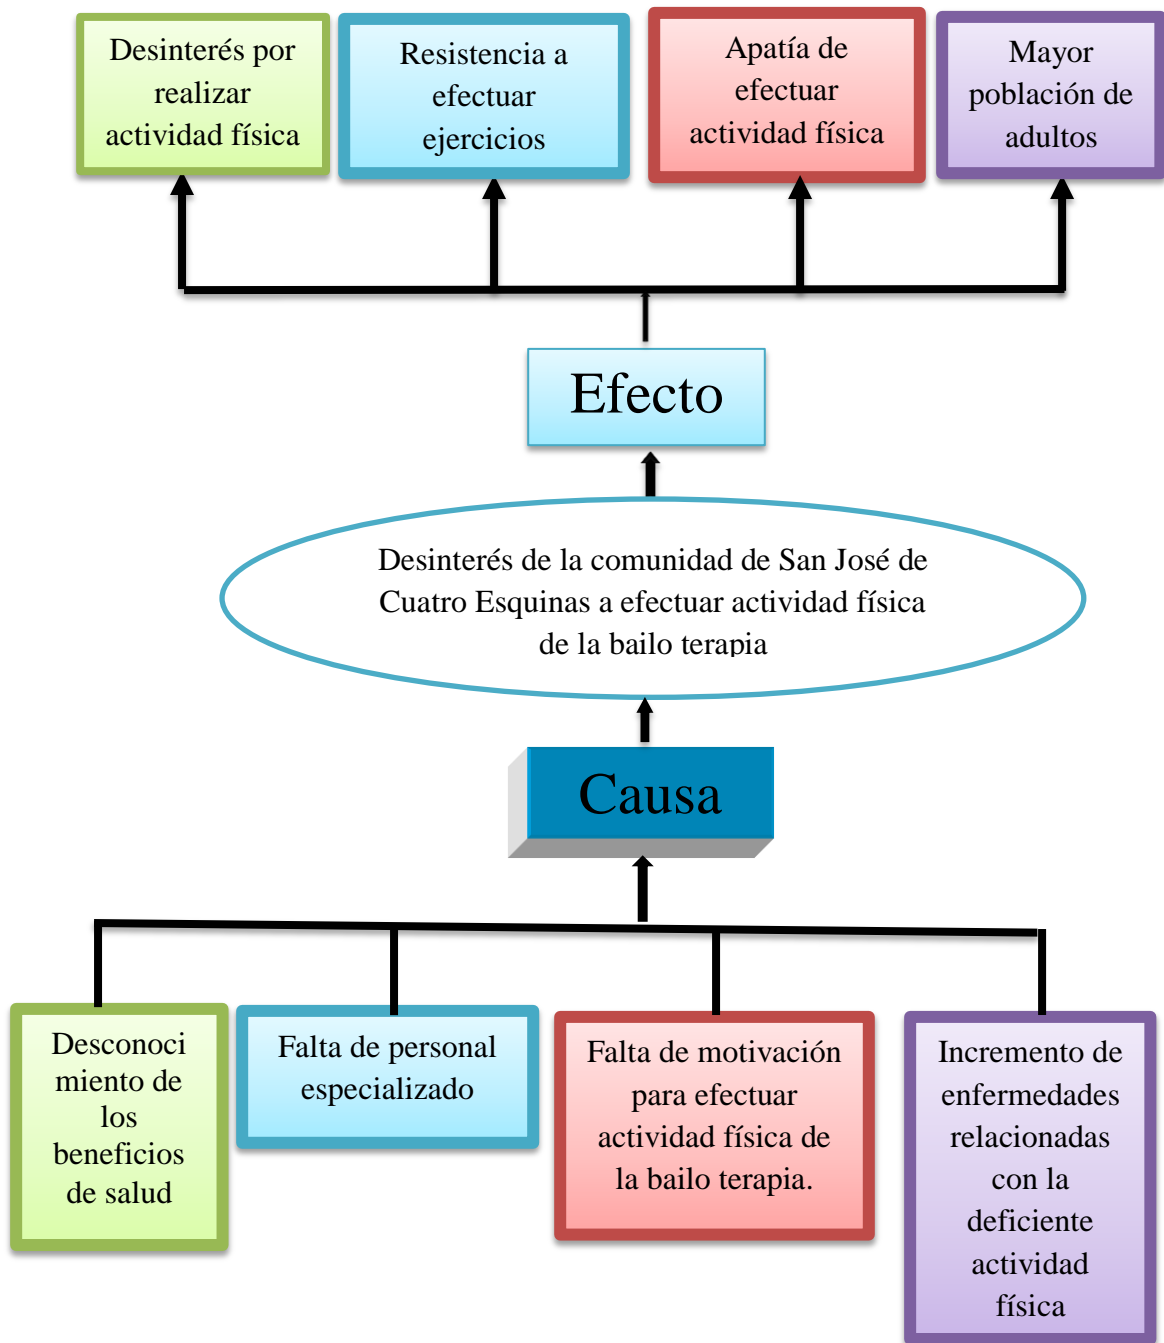 Desinterés por
realizar
actividad física
Resistencia a
efectuar
ejercicios
Apatía de
efectuar
actividad física
Mayor
población de
adultos
Efecto
Desinterés de la comunidad de San José de
Cuatro Esquinas a efectuar actividad física
de la bailo terapia
Causa
Desconoci
miento de
los
beneficios
de salud
Falta de personal
especializado
Falta de motivación
para efectuar
actividad física de
la bailo terapia.
Incremento de
enfermedades
relacionadas
con la
deficiente
actividad
física